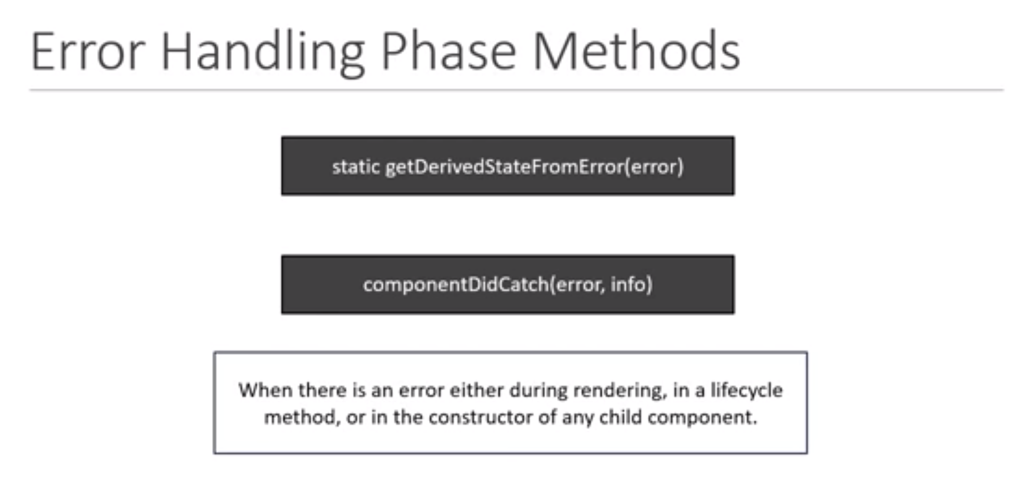 Error Handling Phase Methods
static getDerivedStateFromError(error)
componentDidCatch(error, info)
When there is an error either during rendering, in a lifecycle
method, or in the constructor of any child component.